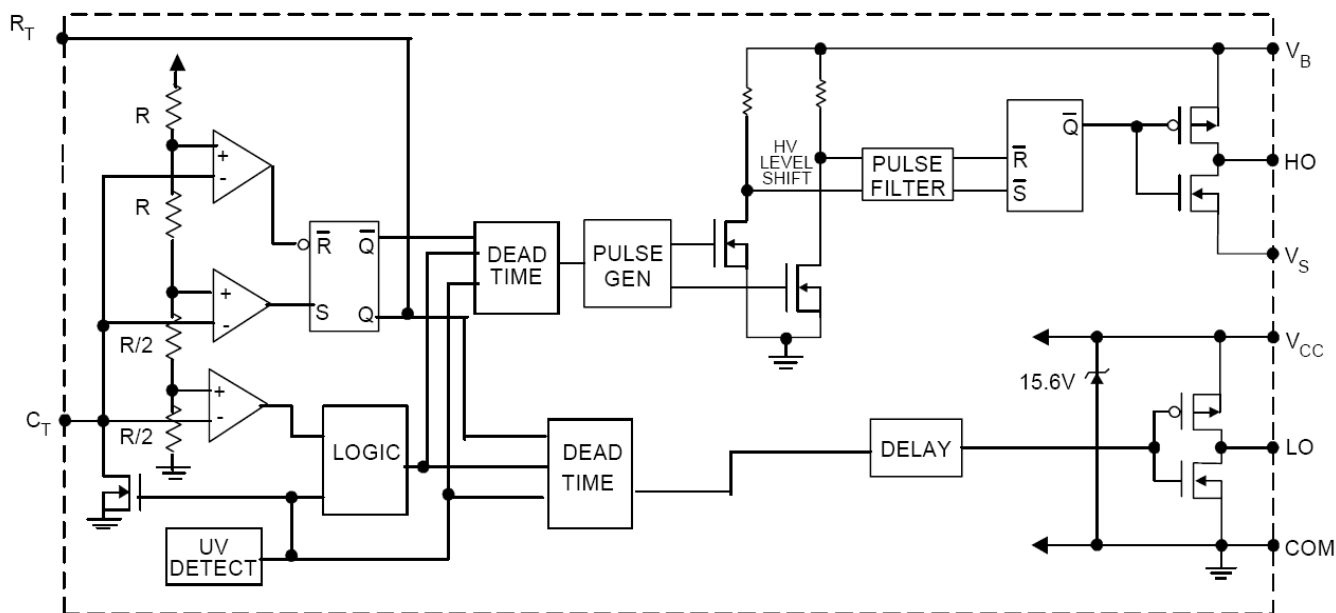 R_T
V_B
R
+
-
HV
LEVEL
SHIFT
PULSE
FILTER
R̅
S̅
Q̅
HO
R
R̅
Q̅
S
Q
DEAD
TIME
PULSE
GEN
V_S
+
-
R/2
V_CC
15.6V
+
-
C_T
R/2
LOGIC
DEAD
TIME
DELAY
LO
UV
DETECT
COM